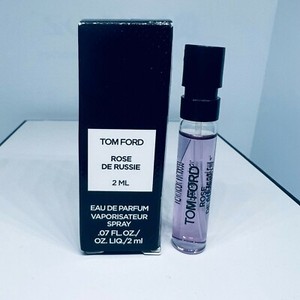 TOM FORD
ROSE
DE RUSSIE
2 ML
EAU DE PARFUM
VAPORISATEUR
SPRAY
.07 FL.OZ./
OZ. LIQ./2 ml
TOM FORD
ROSE